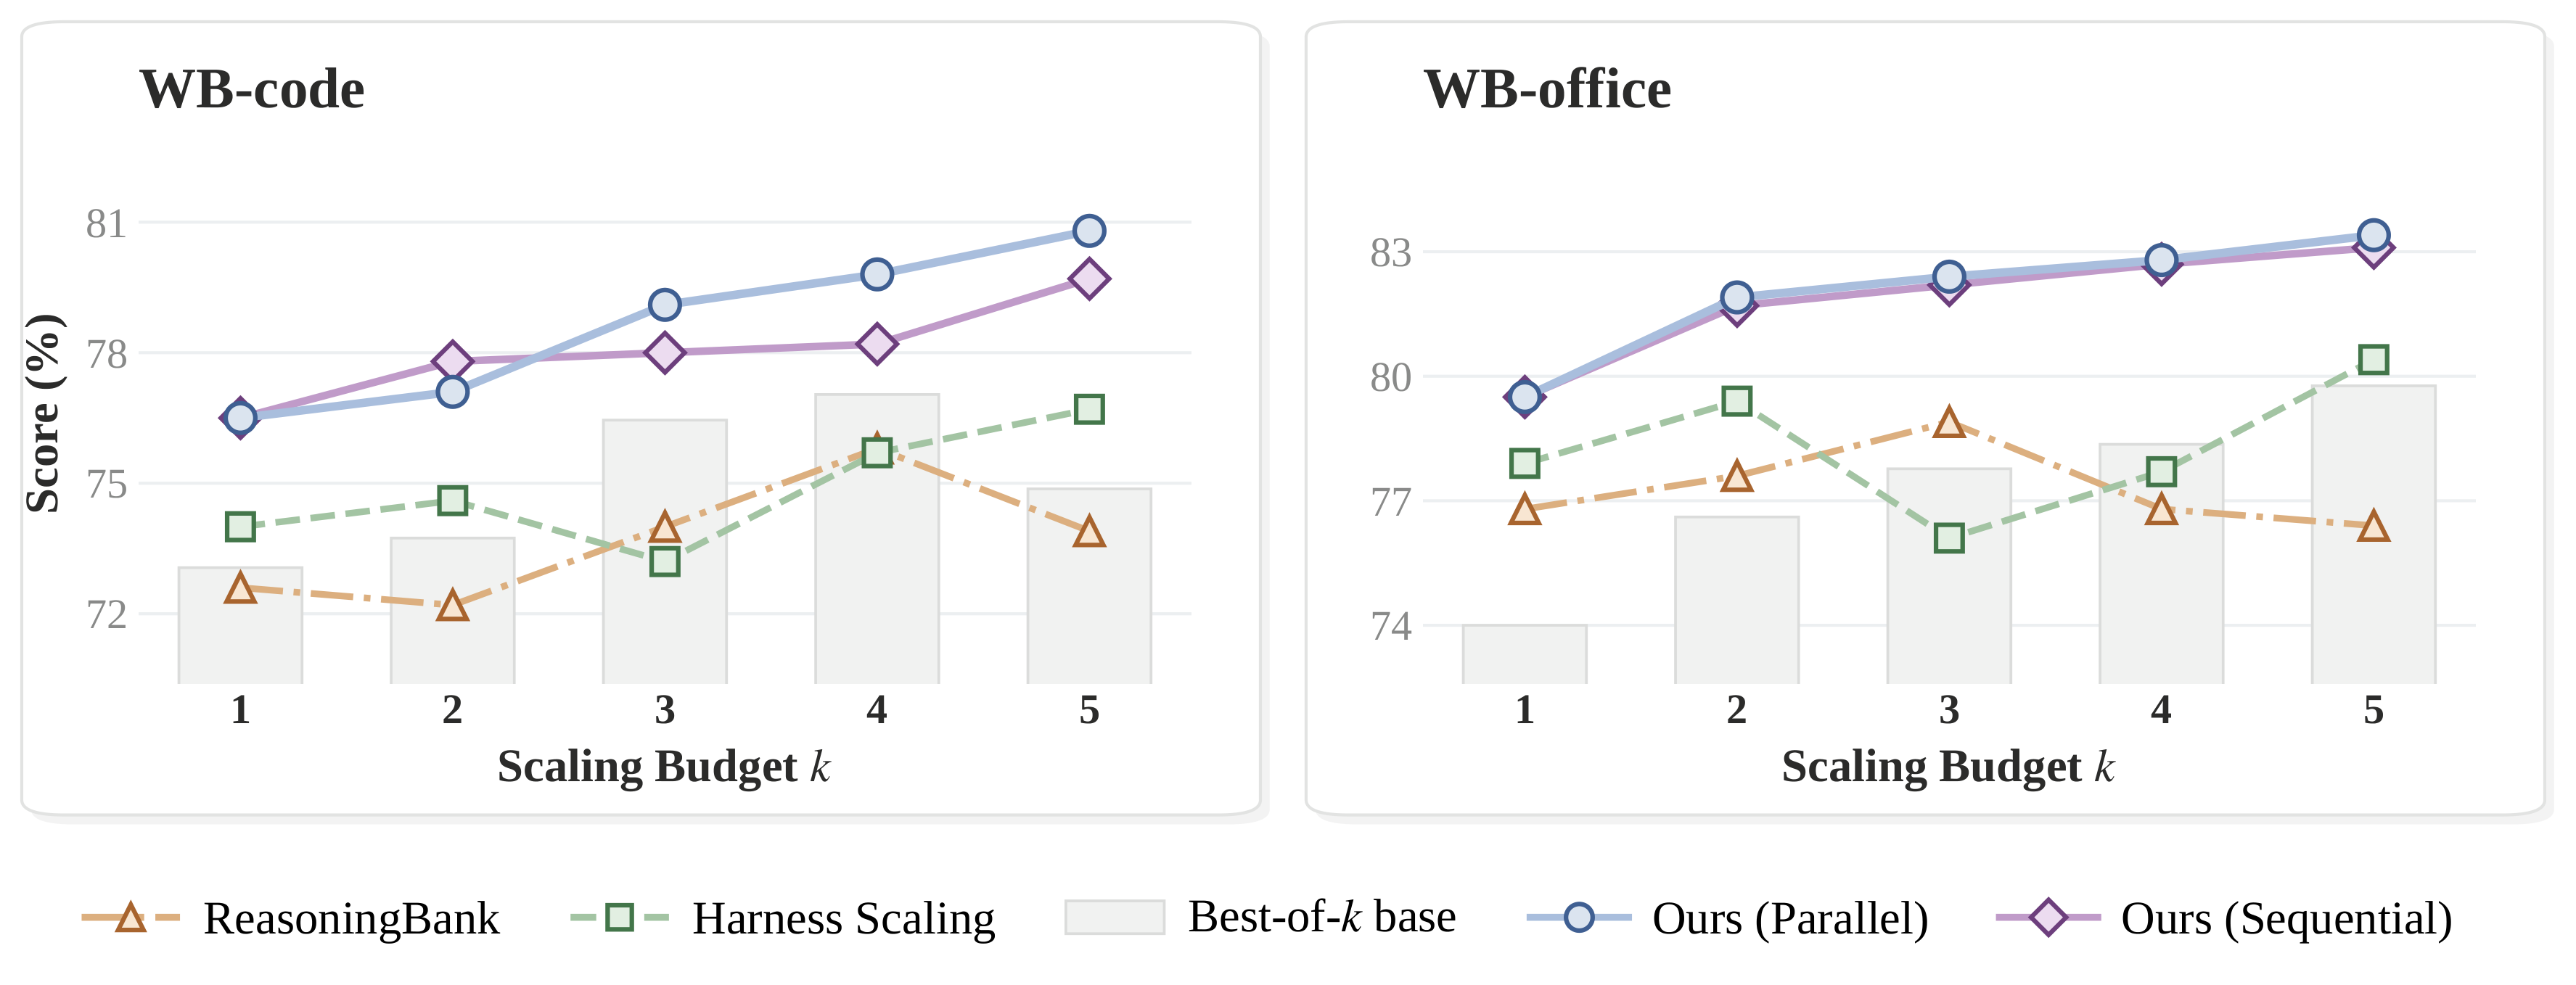 WB-code
81
78
75
72
Score (%)
1 2 3 4 5
Scaling Budget k
WB-office
83
80
77
74
1 2 3 4 5
Scaling Budget k
ReasoningBank
Harness Scaling
Best-of-k base
Ours (Parallel)
Ours (Sequential)